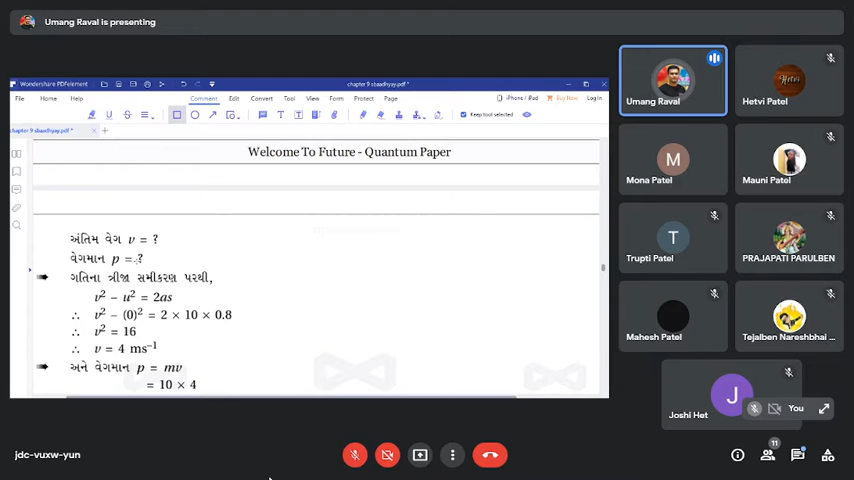 Umang Raval is presenting
Wondershare PDFelement
chapter 9 sbaadhyay.pdf *
File Home Comment Edit Convert View Organize Tools Form Protect Page
iPhone / iPad Buy Now Log in
Keep tool selected
chapter 9 sbaadhyay.pdf *
Welcome To Future - Quantum Paper
અંતિમ વેગ v = ?
વેગમાન p = ?
ગતિના ત્રીજા સમીકરણ પરથી,
v² – u² = 2as
∴ v² – (0)² = 2 × 10 × 0.8
∴ v² = 16
∴ v = 4 ms⁻¹
અને વેગમાન p = mv
= 10 × 4
Umang Raval
Hetvi Patel
M
Mona Patel
Mauni Patel
T
Trupti Patel
PRAJAPATI PARULBEN
Mahesh Patel
Tejalben Nareshbhai ...
J
Joshi Het
You
jdc-vuxw-yun
11